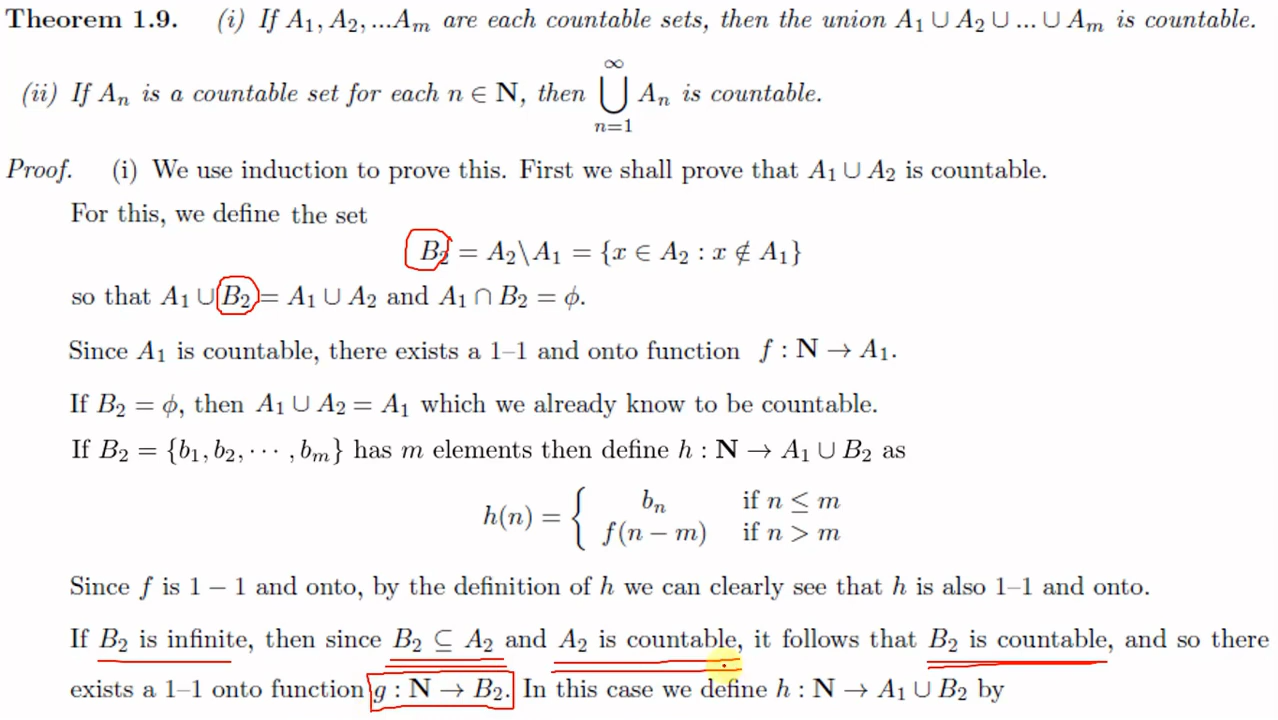 Theorem 1.9. (i) If A₁, A₂, ...Aₘ are each countable sets, then the union A₁ ∪ A₂ ∪ ... ∪ Aₘ is countable.
(ii) If Aₙ is a countable set for each n ∈ N, then ⋃_{n=1}^{∞} Aₙ is countable.
Proof. (i) We use induction to prove this. First we shall prove that A₁ ∪ A₂ is countable.
For this, we define the set
B₂ = A₂\A₁ = {x ∈ A₂ : x ∉ A₁}
so that A₁ ∪ B₂ = A₁ ∪ A₂ and A₁ ∩ B₂ = ϕ.
Since A₁ is countable, there exists a 1–1 and onto function f : N → A₁.
If B₂ = ϕ, then A₁ ∪ A₂ = A₁ which we already know to be countable.
If B₂ = {b₁, b₂, ⋯ , bₘ} has m elements then define h : N → A₁ ∪ B₂ as
h(n) = { bₙ if n ≤ m
f(n − m) if n > m
Since f is 1 − 1 and onto, by the definition of h we can clearly see that h is also 1–1 and onto.
If B₂ is infinite, then since B₂ ⊆ A₂ and A₂ is countable, it follows that B₂ is countable, and so there
exists a 1–1 onto function g : N → B₂. In this case we define h : N → A₁ ∪ B₂ by